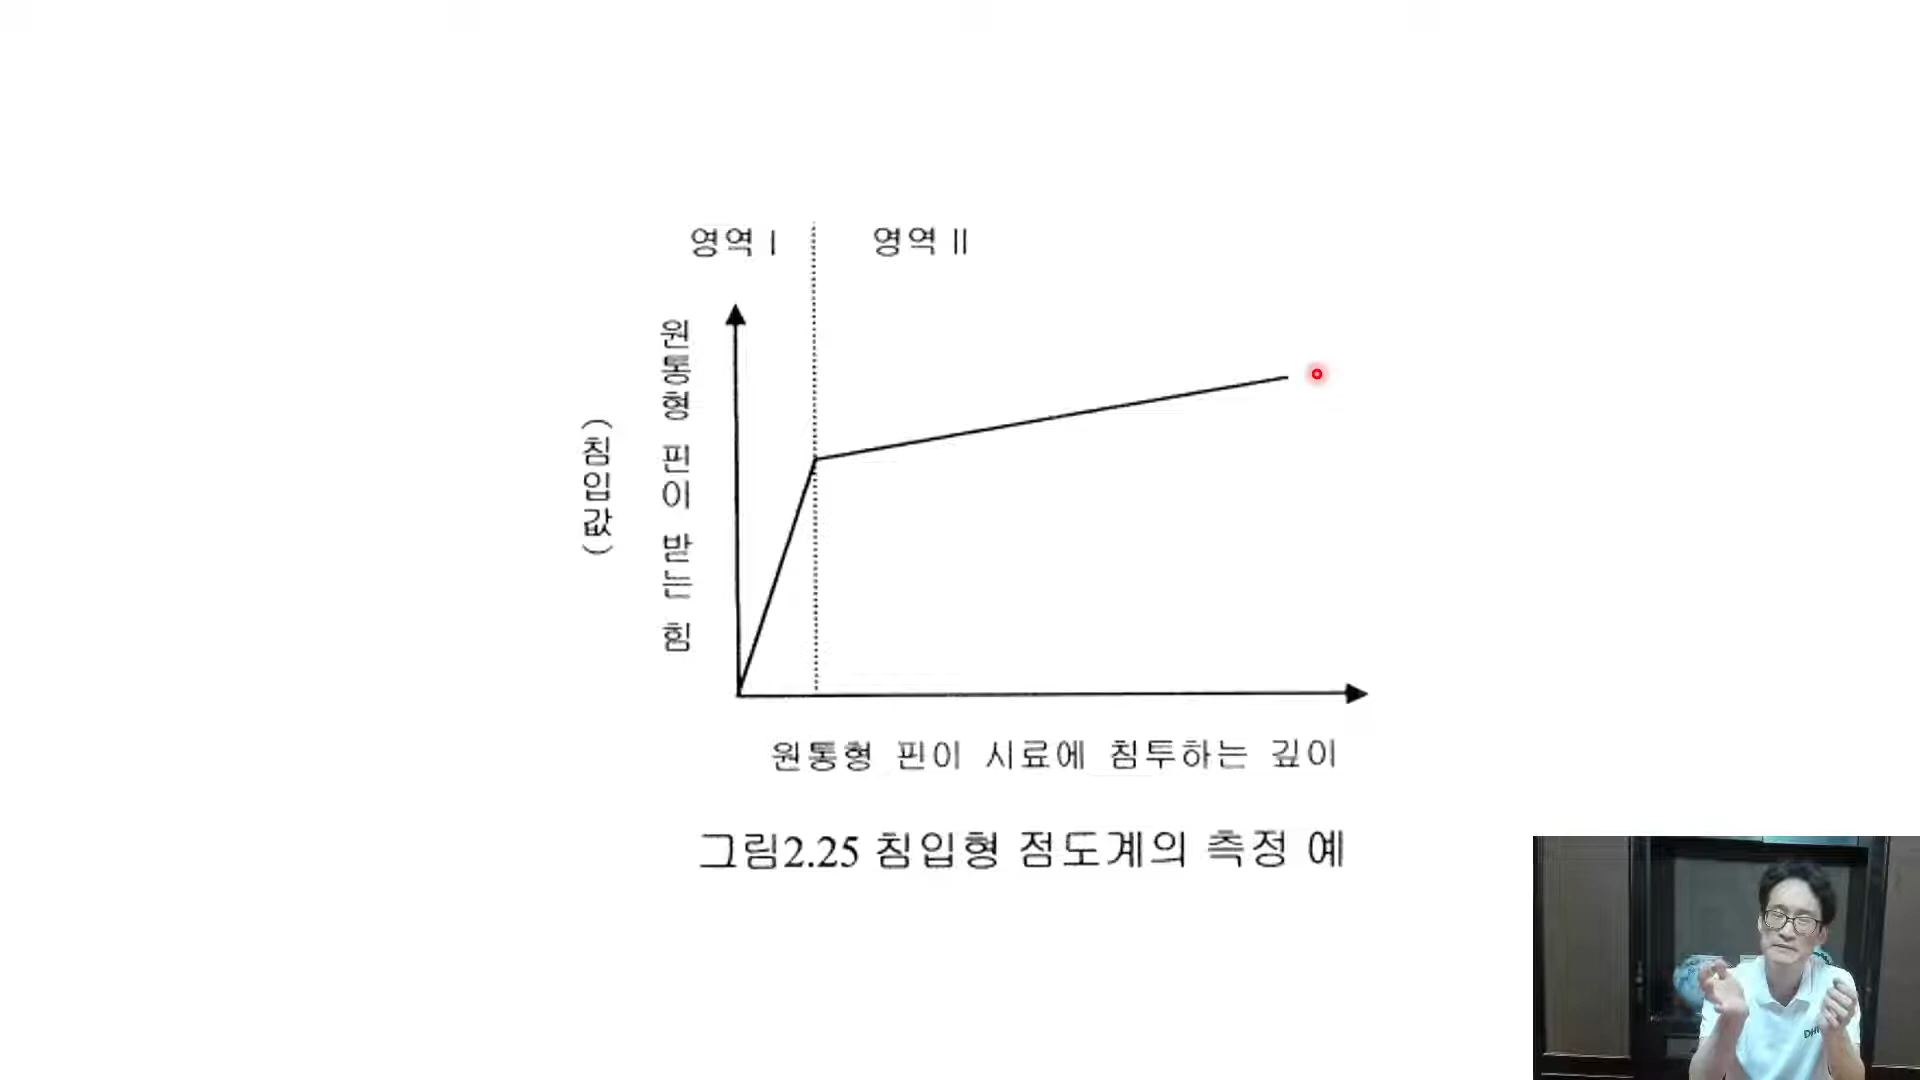 영역 I
영역 II
원통형 핀이 받는 힘
(침입값)
원통형 핀이 시료에 침투하는 깊이
그림2.25 침입형 점도계의 측정 예